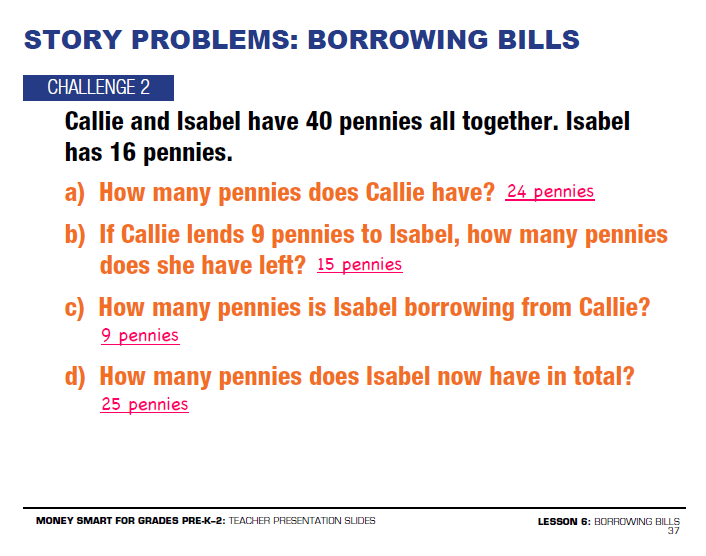 STORY PROBLEMS: BORROWING BILLS
CHALLENGE 2
Callie and Isabel have 40 pennies all together. Isabel
has 16 pennies.
a) How many pennies does Callie have? 24 pennies
b) If Callie lends 9 pennies to Isabel, how many pennies
does she have left? 15 pennies
c) How many pennies is Isabel borrowing from Callie?
9 pennies
d) How many pennies does Isabel now have in total?
25 pennies
MONEY SMART FOR GRADES PRE-K–2: TEACHER PRESENTATION SLIDES
LESSON 6: BORROWING BILLS
37